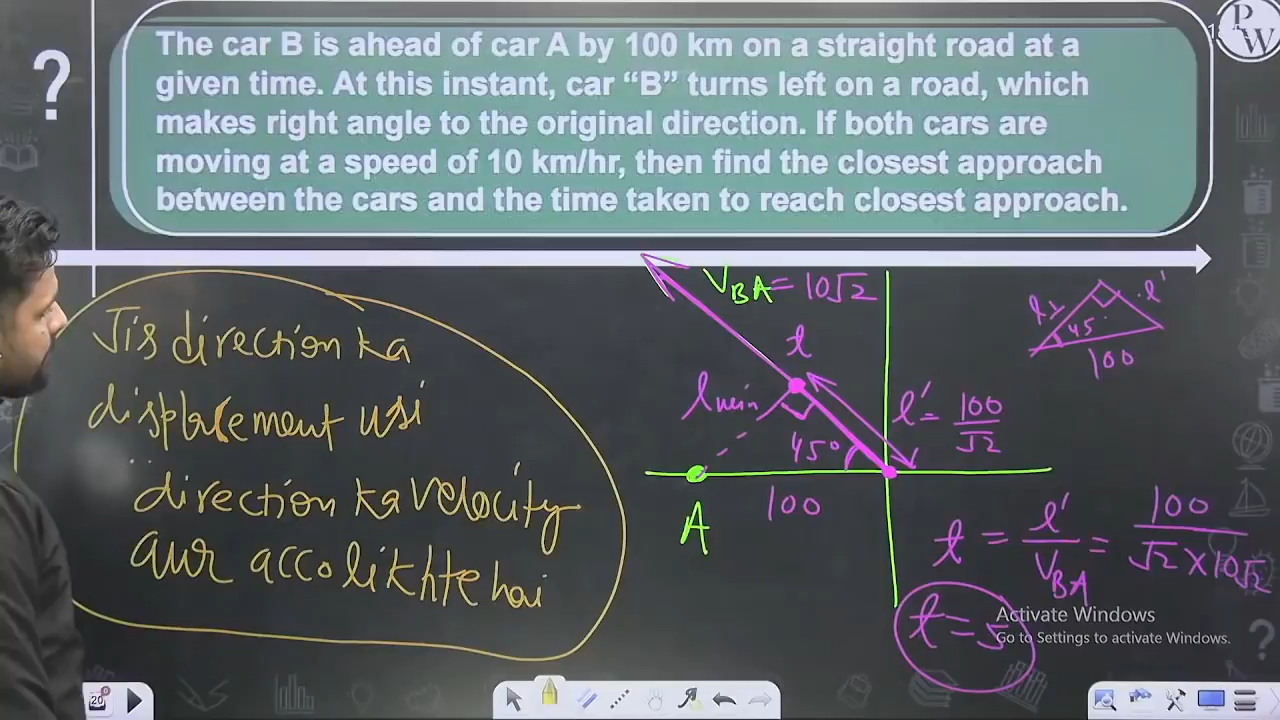 P
W
?
The car B is ahead of car A by 100 km on a straight road at a
given time. At this instant, car “B” turns left on a road, which
makes right angle to the original direction. If both cars are
moving at a speed of 10 km/hr, then find the closest approach
between the cars and the time taken to reach closest approach.
Jis direction ka
displacement usi
direction ka velocity
aur acco likhte hai
V_BA = 10√2
t
l_min
45°
l' = 100/√2
A
100
l'
45°
100
t = l'/V_BA = 100/(√2 × 10√2)
t = 5
Activate Windows
Go to Settings to activate Windows.
20